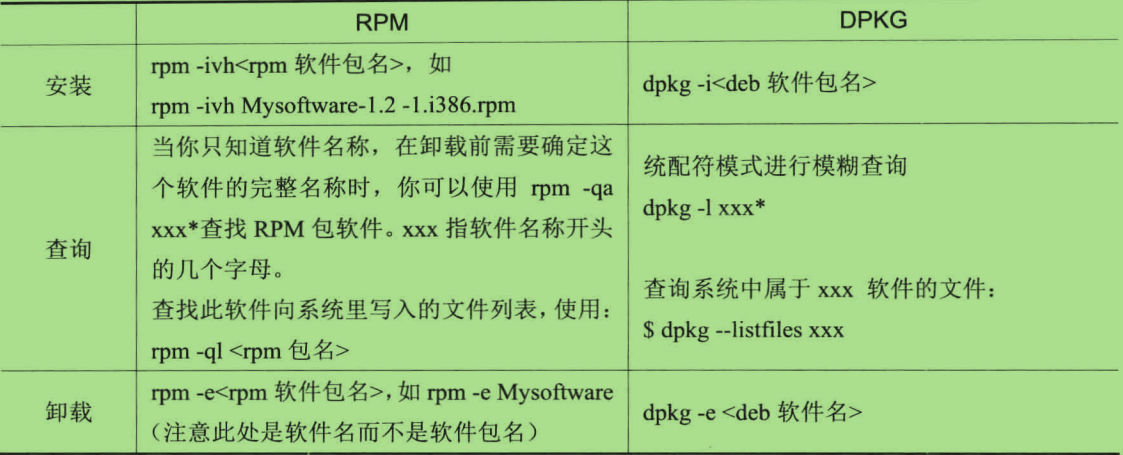 RPM DPKG
安装
rpm -ivh<rpm 软件包名>，如
rpm -ivh Mysoftware-1.2 -1.i386.rpm
dpkg -i<deb 软件包名>
查询
当你只知道软件名称，在卸载前需要确定这
个软件的完整名称时，你可以使用 rpm -qa
xxx*查找 RPM 包软件。xxx 指软件名称开头
的几个字母。
查找此软件向系统里写入的文件列表，使用：
rpm -ql <rpm 包名>
统配符模式进行模糊查询
dpkg -l xxx*
查询系统中属于 xxx 软件的文件：
$ dpkg --listfiles xxx
卸载
rpm -e<rpm 软件包名>，如 rpm -e Mysoftware
（注意此处是软件名而不是软件包名）
dpkg -e <deb 软件名>